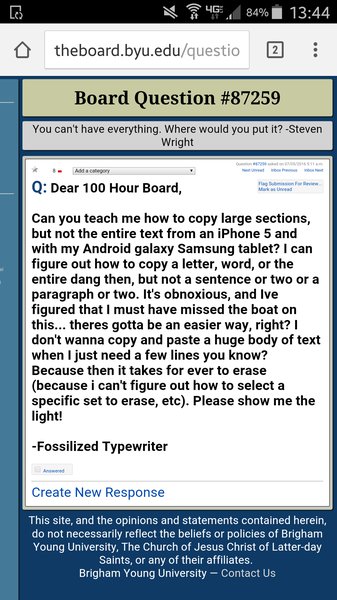 4G 84% 13:44
theboard.byu.edu/questio 2
Board Question #87259
You can't have everything. Where would you put it? -Steven
Wright
8 Add a category
Next Unread Inbox Previous Inbox Next
Flag Submission For Review...
Mark as Unread
Q: Dear 100 Hour Board,
Can you teach me how to copy large sections,
but not the entire text from an iPhone 5 and
with my Android galaxy Samsung tablet? I can
figure out how to copy a letter, word, or the
entire dang then, but not a sentence or two or a
paragraph or two. It's obnoxious, and Ive
figured that I must have missed the boat on
this... theres gotta be an easier way, right? I
don't wanna copy and paste a huge body of text
when I just need a few lines you know?
Because then it takes for ever to erase
(because i can't figure out how to select a
specific set to erase, etc). Please show me the
light!
-Fossilized Typewriter
Answered
Create New Response
This site, and the opinions and statements contained herein,
do not necessarily reflect the beliefs or policies of Brigham
Young University, The Church of Jesus Christ of Latter-day
Saints, or any of their affiliates.
Brigham Young University — Contact Us